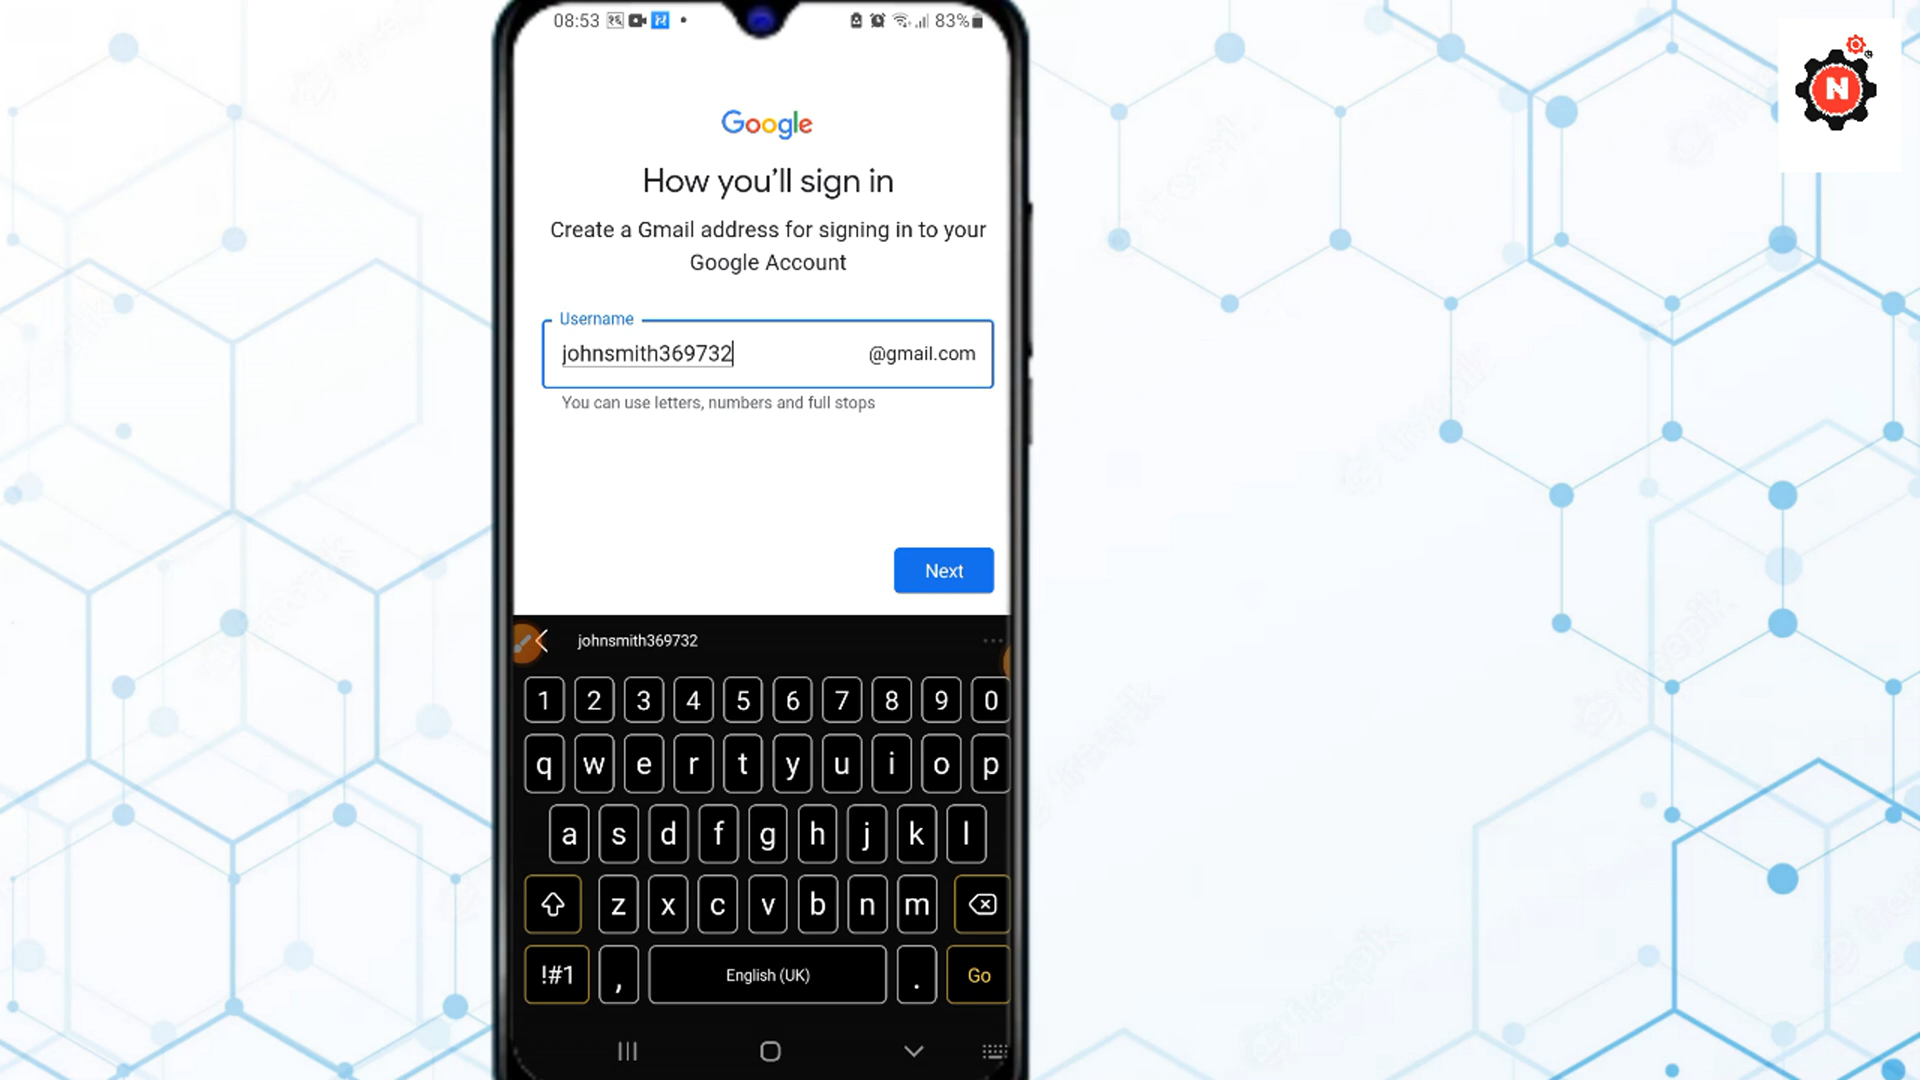 08:53
83%
N
Google
How you'll sign in
Create a Gmail address for signing in to your
Google Account
Username
johnsmith369732 @gmail.com
You can use letters, numbers and full stops
Next
johnsmith369732
1 2 3 4 5 6 7 8 9 0
q w e r t y u i o p
a s d f g h j k l
z x c v b n m
!#1 , English (UK) . Go